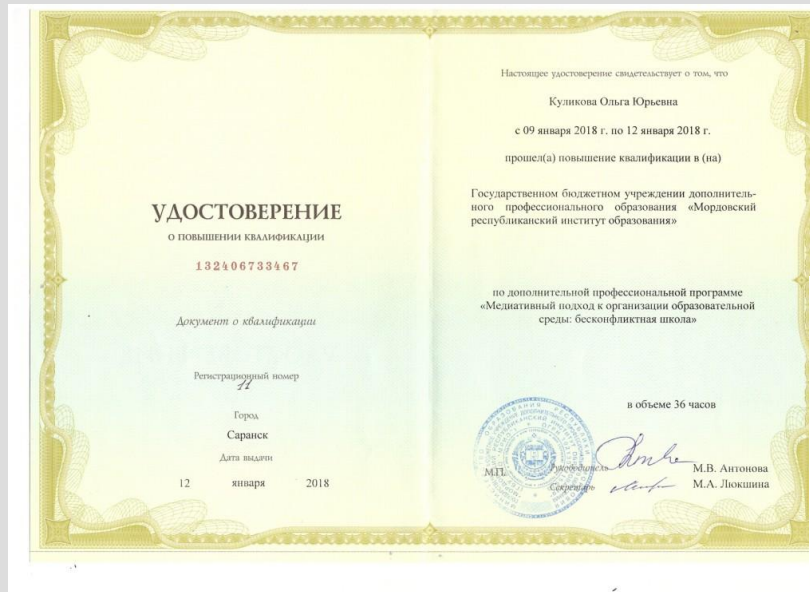 УДОСТОВЕРЕНИЕ
О ПОВЫШЕНИИ КВАЛИФИКАЦИИ
132406733467
Документ о квалификации
Регистрационный номер
11
Город
Саранск
Дата выдачи
12 января 2018
Настоящее удостоверение свидетельствует о том, что
Куликова Ольга Юрьевна
с 09 января 2018 г. по 12 января 2018 г.
прошел(а) повышение квалификации в (на)
Государственном бюджетном учреждении дополнитель-
ного профессионального образования «Мордовский
республиканский институт образования»
по дополнительной профессиональной программе
«Медиативный подход к организации образовательной
среды: бесконфликтная школа»
в объеме 36 часов
М.П.
Руководитель М.В. Антонова
Секретарь М.А. Люкшина